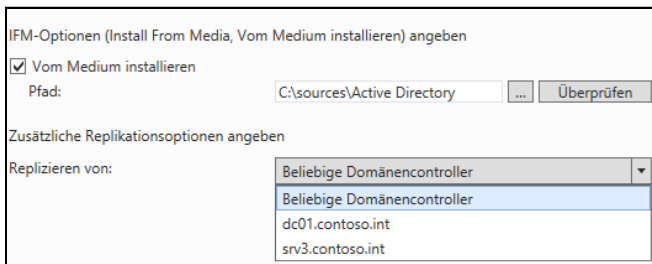 IFM-Optionen (Install From Media, Vom Medium installieren) angeben
Vom Medium installieren
Pfad: C:\sources\Active Directory ... Überprüfen
Zusätzliche Replikationsoptionen angeben
Replizieren von: Beliebige Domänencontroller
Beliebige Domänencontroller
dc01.contoso.int
srv3.contoso.int